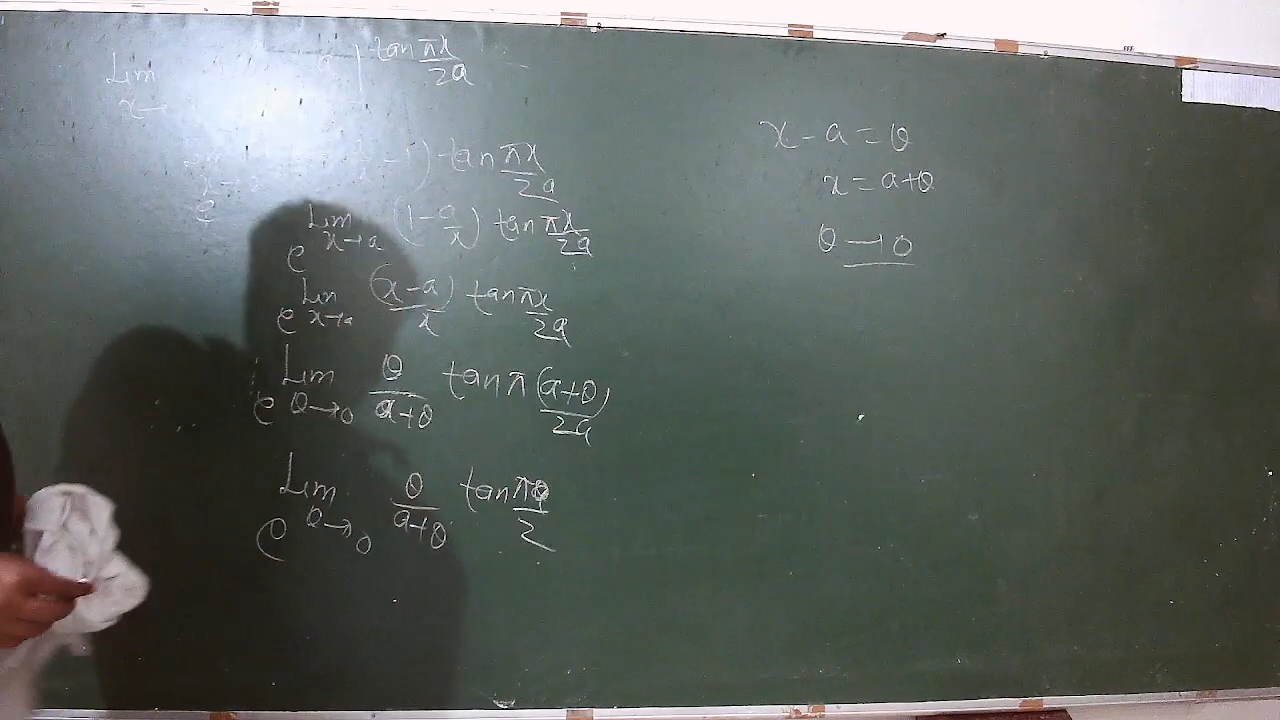 Lim x→ tan πx/2a
-1) tan πx/2a
e Lim x→a (1-a/x) tan πx/2a
e Lim x→a (x-a)/x tan πx/2a
e Lim θ→0 θ/a+θ tan π(a+θ)/2a
e Lim θ→0 θ/a+θ tan πθ/2
x-a=θ
x=a+θ
θ→0